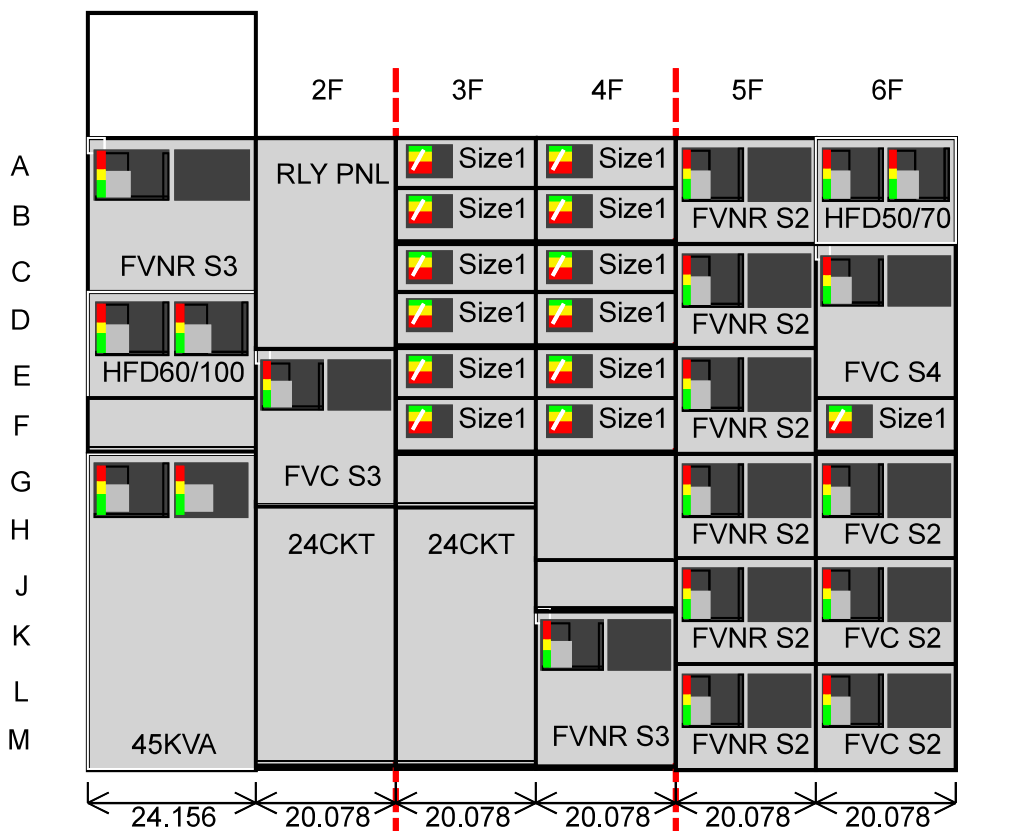 2F 3F 4F 5F 6F
A RLY PNL Size1 Size1
B Size1 Size1 FVNR S2 HFD50/70
C FVNR S3 Size1 Size1
D Size1 Size1 FVNR S2
E HFD60/100 Size1 Size1 FVC S4
F Size1 Size1 FVNR S2 Size1
G FVC S3
H 24CKT 24CKT FVNR S2 FVC S2
J
K FVNR S2 FVC S2
L
M 45KVA FVNR S3 FVNR S2 FVC S2
24.156 20.078 20.078 20.078 20.078 20.078